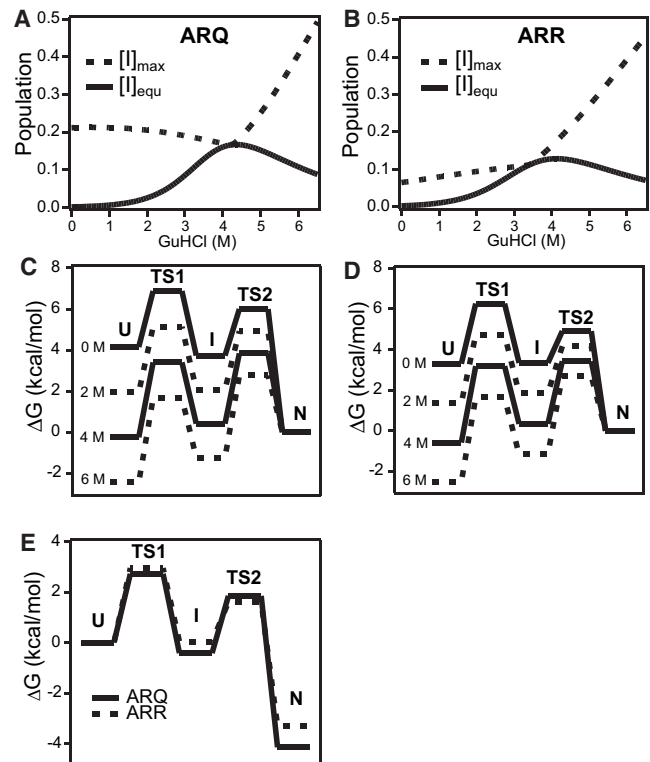 A
ARQ
[I]max
[I]equ
Population
0.5
0.4
0.3
0.2
0.1
0.0
0 1 2 3 4 5 6
GuHCl (M)
B
ARR
[I]max
[I]equ
Population
0.5
0.4
0.3
0.2
0.1
0.0
0 1 2 3 4 5 6
GuHCl (M)
C
ΔG (kcal/mol)
8
6
4
2
0
-2
TS1
TS2
U
I
N
0 M
2 M
4 M
6 M
D
ΔG (kcal/mol)
8
6
4
2
0
-2
TS1
TS2
U
I
N
0 M
2 M
4 M
6 M
E
ΔG (kcal/mol)
4
2
0
-2
-4
TS1
TS2
U
I
N
ARQ
ARR